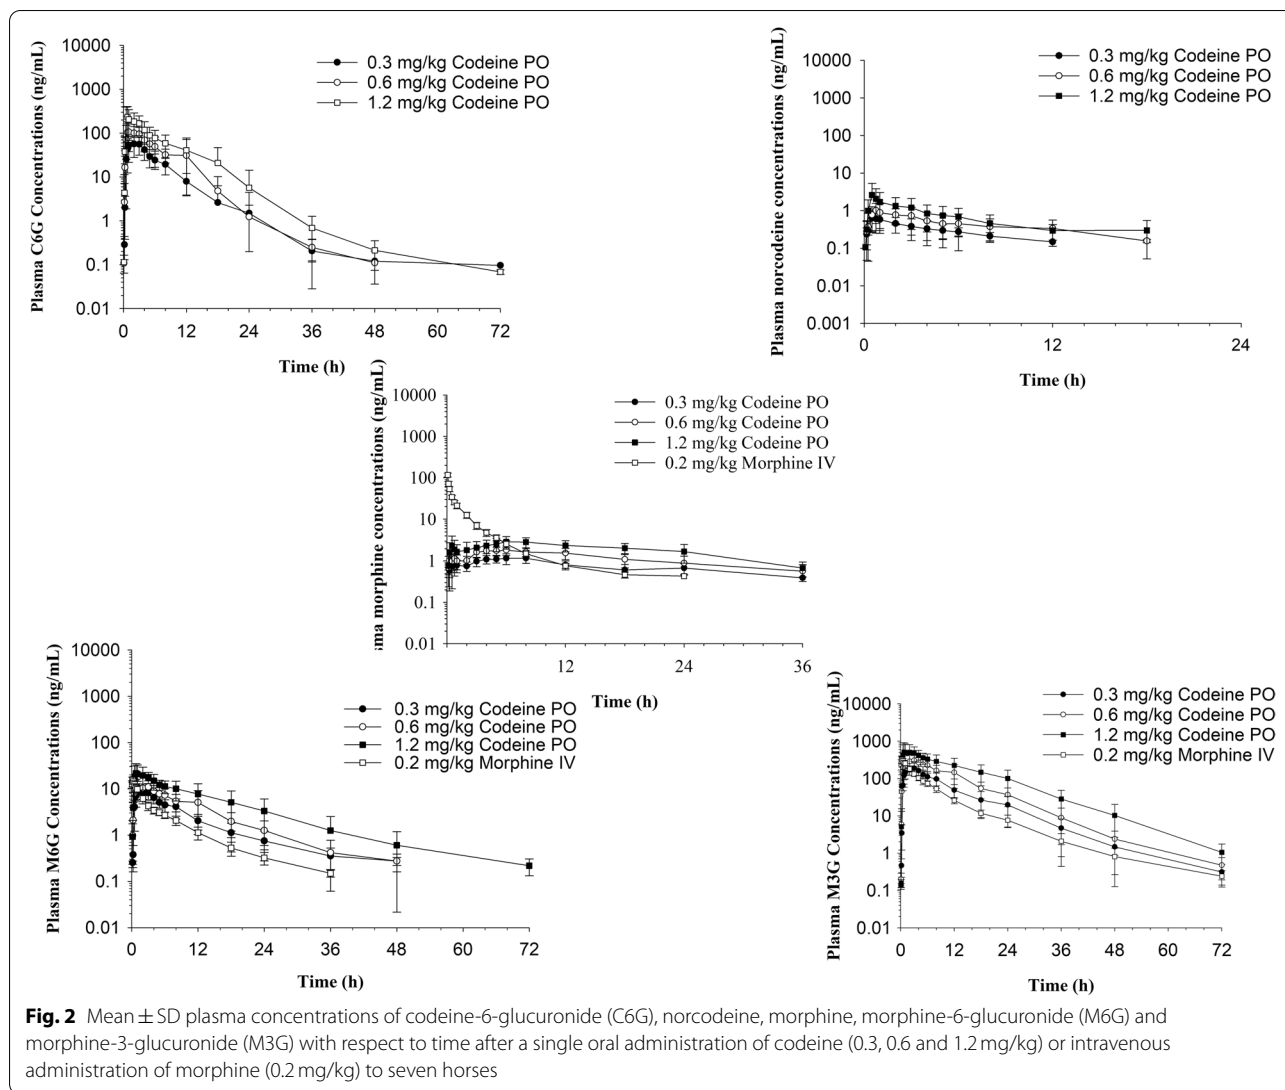 Plasma C6G Concentrations (ng/mL)
10000
1000
100
10
1
0.1
0.01
0 12 24 36 48 60 72
Time (h)
0.3 mg/kg Codeine PO
0.6 mg/kg Codeine PO
1.2 mg/kg Codeine PO
Plasma norcodeine concentrations (ng/mL)
10000
1000
100
10
1
0.1
0.01
0.001
0 12 24
Time (h)
0.3 mg/kg Codeine PO
0.6 mg/kg Codeine PO
1.2 mg/kg Codeine PO
ma morphine concentrations (ng/mL)
10000
1000
100
10
1
0.1
0.01
12 24 36
Time (h)
0.3 mg/kg Codeine PO
0.6 mg/kg Codeine PO
1.2 mg/kg Codeine PO
0.2 mg/kg Morphine IV
Plasma M6G Concentrations (ng/mL)
10000
1000
100
10
1
0.1
0.01
0 12 24 36 48 60 72
Time (h)
0.3 mg/kg Codeine PO
0.6 mg/kg Codeine PO
1.2 mg/kg Codeine PO
0.2 mg/kg Morphine IV
Plasma M3G Concentrations (ng/mL)
10000
1000
100
10
1
0.1
0.01
0 12 24 36 48 60 72
Time (h)
0.3 mg/kg Codeine PO
0.6 mg/kg Codeine PO
1.2 mg/kg Codeine PO
0.2 mg/kg Morphine IV
Fig. 2 Mean ± SD plasma concentrations of codeine-6-glucuronide (C6G), norcodeine, morphine, morphine-6-glucuronide (M6G) and
morphine-3-glucuronide (M3G) with respect to time after a single oral administration of codeine (0.3, 0.6 and 1.2 mg/kg) or intravenous
administration of morphine (0.2 mg/kg) to seven horses